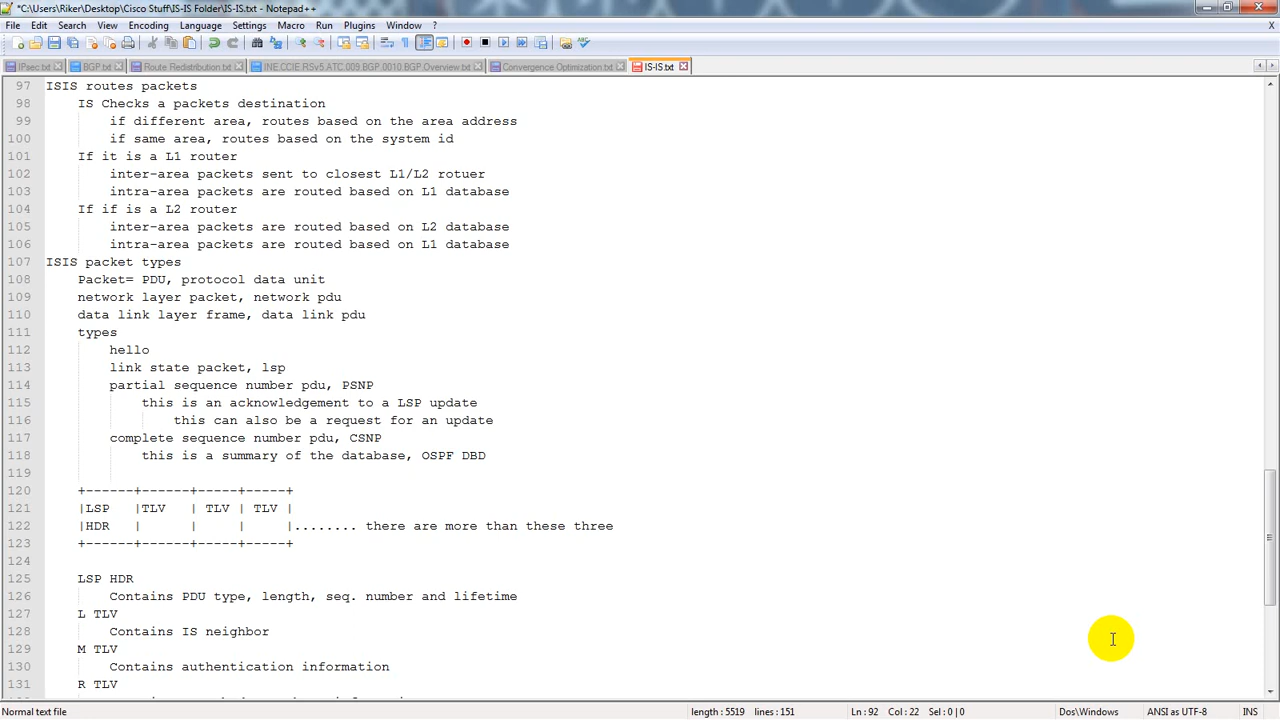 *C:\Users\Riker\Desktop\Cisco Stuff\IS-IS Folder\IS-IS.txt - Notepad++
File Edit Search View Encoding Language Settings Macro Run Plugins Window ? X
IPsec.txt BGP.txt Route Redistribution.txt INE.CCIE.RSv5.ATC.009.BGP.0010.BGP.Overview.txt Convergence Optimization.txt IS-IS.txt
97 ISIS routes packets
98 IS Checks a packets destination
99 if different area, routes based on the area address
100 if same area, routes based on the system id
101 If it is a L1 router
102 inter-area packets sent to closest L1/L2 rotuer
103 intra-area packets are routed based on L1 database
104 If if is a L2 router
105 inter-area packets are routed based on L2 database
106 intra-area packets are routed based on L1 database
107 ISIS packet types
108 Packet= PDU, protocol data unit
109 network layer packet, network pdu
110 data link layer frame, data link pdu
111 types
112 hello
113 link state packet, lsp
114 partial sequence number pdu, PSNP
115 this is an acknowledgement to a LSP update
116 this can also be a request for an update
117 complete sequence number pdu, CSNP
118 this is a summary of the database, OSPF DBD
119
120 +------+------+-----+-----+
121 |LSP |TLV | TLV | TLV |
122 |HDR | | | |........ there are more than these three
123 +------+------+-----+-----+
124
125 LSP HDR
126 Contains PDU type, length, seq. number and lifetime
127 L TLV
128 Contains IS neighbor
129 M TLV
130 Contains authentication information
131 R TLV
Normal text file length : 5519 lines : 151 Ln : 92 Col : 22 Sel : 0 | 0 Dos\Windows ANSI as UTF-8 INS